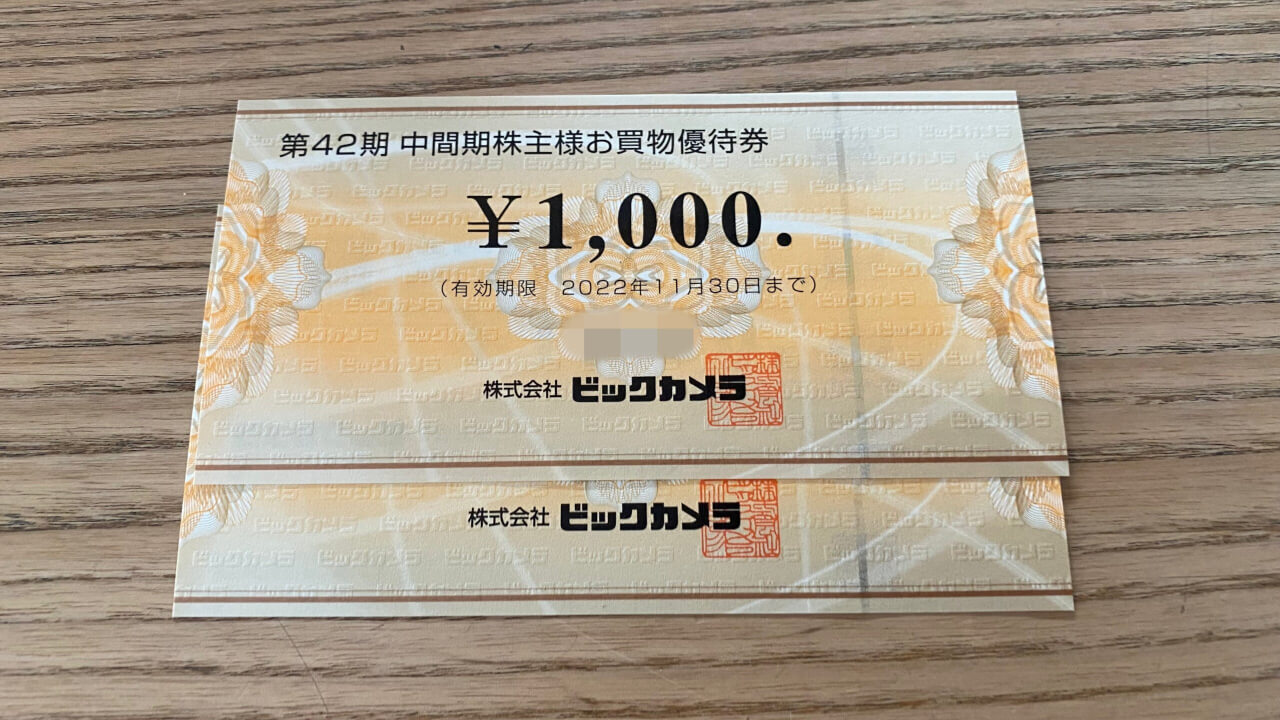 第42期 中間期株主様お買物優待券
¥1,000.
(有効期限 2022年11月30日まで)
株式会社 ビックカメラ
株式会社 ビックカメラ